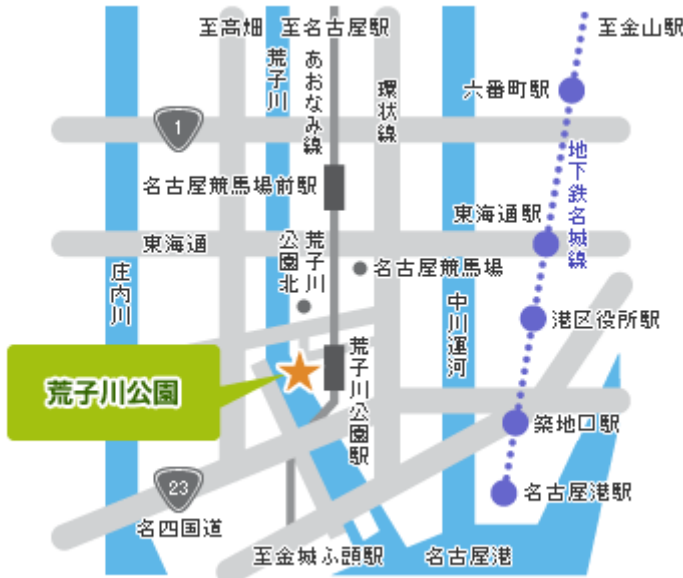 至高畑
至名古屋駅
至金山駅
荒子川
あおなみ線
環状線
六番町駅
1
地下鉄名城線
名古屋競馬場前駅
東海通駅
東海通
荒子川
公園北
名古屋競馬場
庄内川
中川運河
港区役所駅
荒子川公園
荒子川公園駅
築地口駅
23
名古屋港駅
名四国道
至金城ふ頭駅
名古屋港